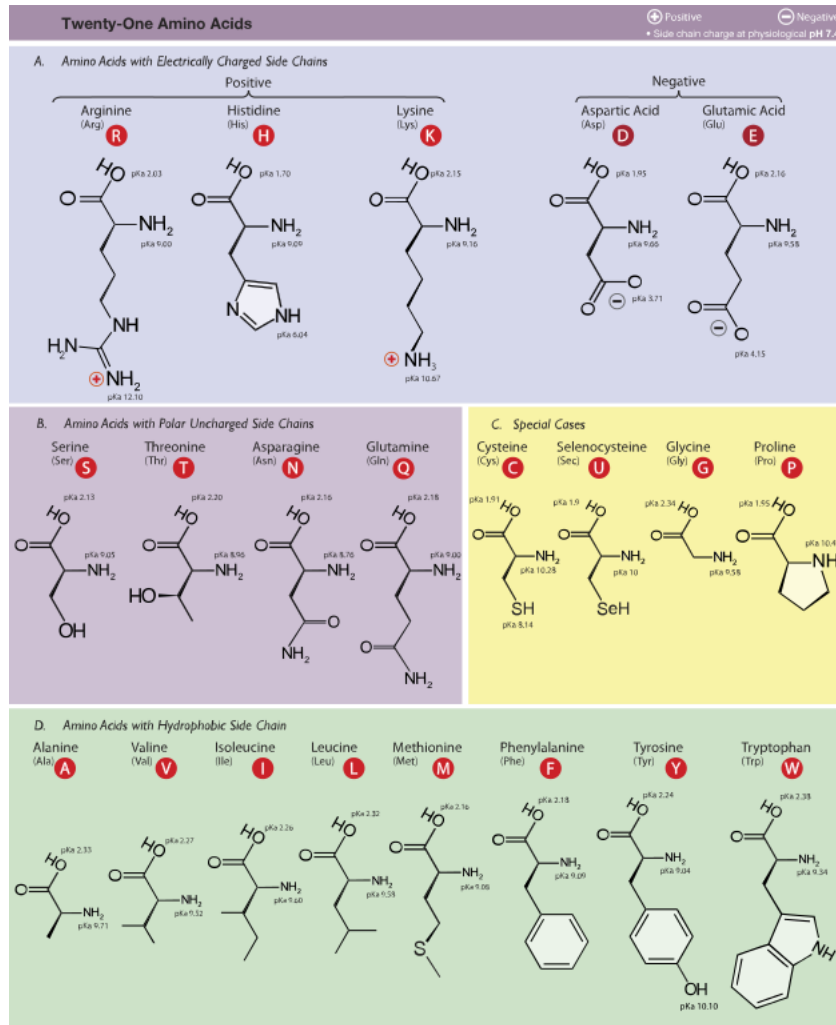 Twenty-One Amino Acids
+ Positive
− Negative
• Side chain charge at physiological pH 7.4
A. Amino Acids with Electrically Charged Side Chains
Positive
Negative
Arginine
(Arg) R
Histidine
(His) H
Lysine
(Lys) K
Aspartic Acid
(Asp) D
Glutamic Acid
(Glu) E
HO pKa 2.03
O
NH2
pKa 9.00
NH
H2N
+ NH2
pKa 12.10
HO pKa 1.70
O
NH2
pKa 9.09
N
NH
pKa 6.04
HO pKa 2.15
O
NH2
pKa 9.16
+ NH3
pKa 10.67
HO pKa 1.95
O
NH2
pKa 9.66
O
O −
pKa 3.71
HO pKa 2.16
O
NH2
pKa 9.58
O
− O
pKa 4.15
B. Amino Acids with Polar Uncharged Side Chains
Serine
(Ser) S
Threonine
(Thr) T
Asparagine
(Asn) N
Glutamine
(Gln) Q
pKa 2.13
HO
O
pKa 9.05
NH2
OH
pKa 2.20
HO
O
pKa 8.96
NH2
HO
pKa 2.16
HO
O
pKa 8.76
NH2
O
NH2
pKa 2.18
HO
O
pKa 9.00
NH2
O
NH2
C. Special Cases
Cysteine
(Cys) C
Selenocysteine
(Sec) U
Glycine
(Gly) G
Proline
(Pro) P
pKa 1.91
HO
O
NH2
pKa 10.28
SH
pKa 8.14
pKa 1.9
HO
O
NH2
pKa 10
SeH
pKa 2.34
HO
O
NH2
pKa 9.58
pKa 1.95
HO
O
pKa 10.4
NH
D. Amino Acids with Hydrophobic Side Chain
Alanine
(Ala) A
Valine
(Val) V
Isoleucine
(Ile) I
Leucine
(Leu) L
Methionine
(Met) M
Phenylalanine
(Phe) F
Tyrosine
(Tyr) Y
Tryptophan
(Trp) W
pKa 2.33
HO
O
NH2
pKa 9.71
pKa 2.27
HO
O
NH2
pKa 9.52
HO pKa 2.26
O
NH2
pKa 9.60
pKa 2.32
HO
O
NH2
pKa 9.58
pKa 2.16
HO
O
NH2
pKa 9.08
S
pKa 2.18
HO
O
NH2
pKa 9.09
pKa 2.24
HO
O
NH2
pKa 9.04
OH
pKa 10.10
pKa 2.38
HO
O
NH2
pKa 9.34
NH